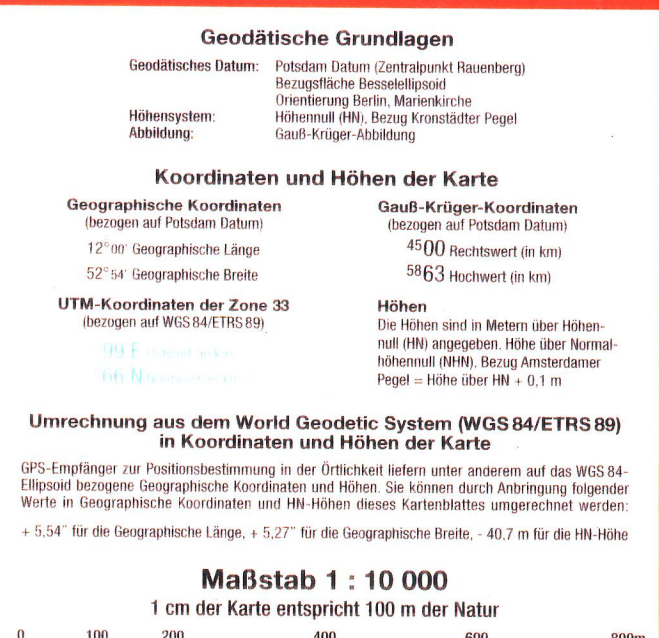 Geodätische Grundlagen
Geodätisches Datum: Potsdam Datum (Zentralpunkt Rauenberg)
Bezugsfläche Besselellipsoid
Orientierung Berlin, Marienkirche
Höhensystem: Höhennull (HN), Bezug Kronstädter Pegel
Abbildung: Gauß-Krüger-Abbildung
Koordinaten und Höhen der Karte
Geographische Koordinaten
(bezogen auf Potsdam Datum)
12°00' Geographische Länge
52°54' Geographische Breite
Gauß-Krüger-Koordinaten
(bezogen auf Potsdam Datum)
4500 Rechtswert (in km)
5863 Hochwert (in km)
UTM-Koordinaten der Zone 33
(bezogen auf WGS 84/ETRS 89)
99 E
66 N
Höhen
Die Höhen sind in Metern über Höhen-
null (HN) angegeben. Höhe über Normal-
höhennull (NHN), Bezug Amsterdamer
Pegel = Höhe über HN + 0,1 m
Umrechnung aus dem World Geodetic System (WGS 84/ETRS 89)
in Koordinaten und Höhen der Karte
GPS-Empfänger zur Positionsbestimmung in der Örtlichkeit liefern unter anderem auf das WGS 84-
Ellipsoid bezogene Geographische Koordinaten und Höhen. Sie können durch Anbringung folgender
Werte in Geographische Koordinaten und HN-Höhen dieses Kartenblattes umgerechnet werden:
+ 5,54" für die Geographische Länge, + 5,27" für die Geographische Breite, - 40,7 m für die HN-Höhe
Maßstab 1 : 10 000
1 cm der Karte entspricht 100 m der Natur
0 100 200 400 600 800m